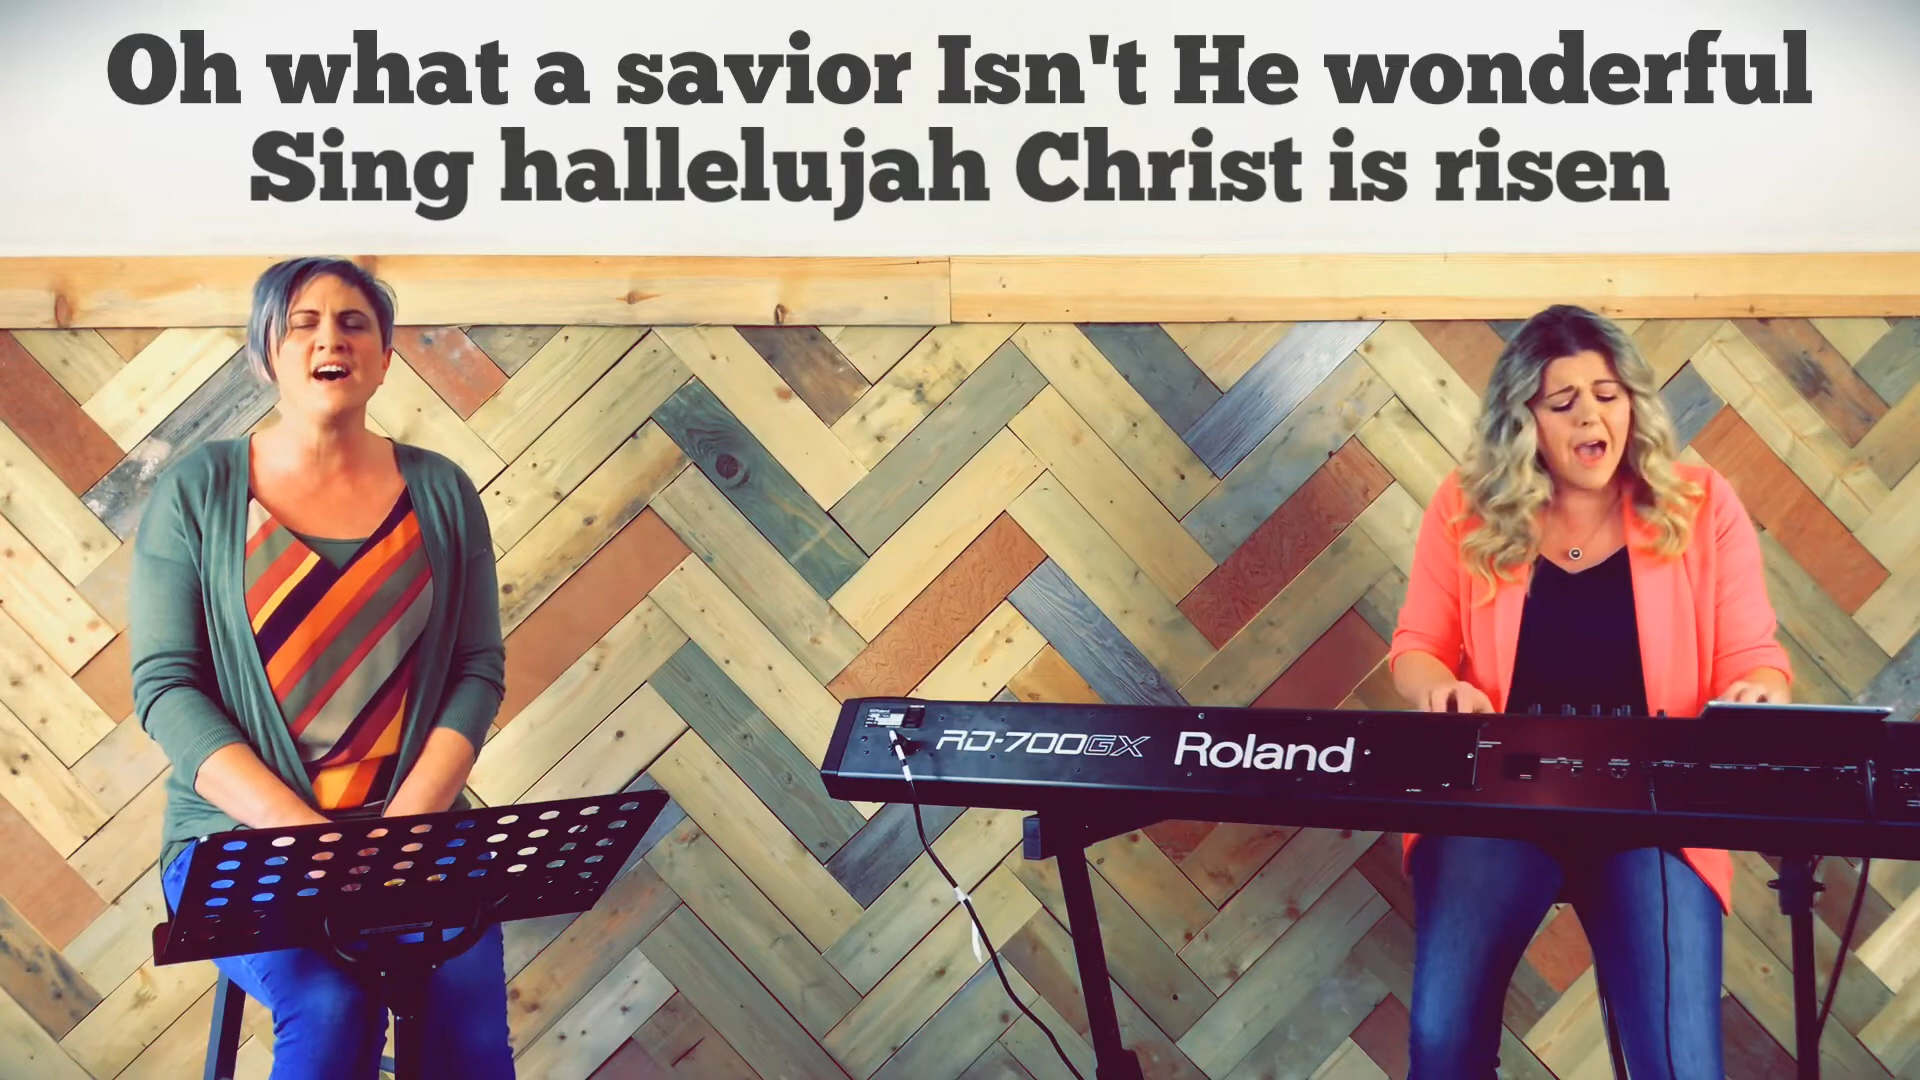 Oh what a savior Isn't He wonderful
Sing hallelujah Christ is risen
RD-700GX Roland